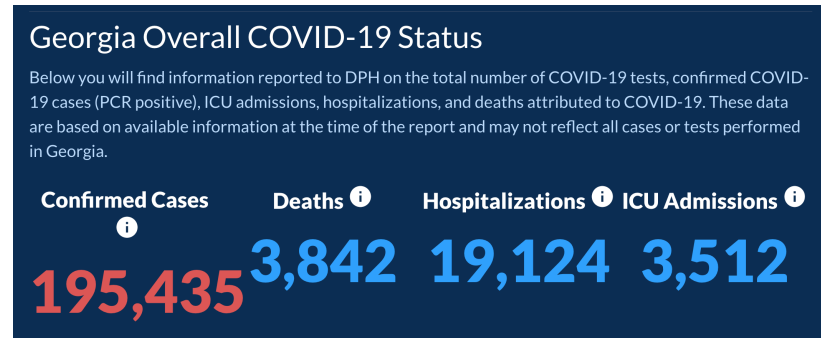 Georgia Overall COVID-19 Status
Below you will find information reported to DPH on the total number of COVID-19 tests, confirmed COVID-
19 cases (PCR positive), ICU admissions, hospitalizations, and deaths attributed to COVID-19. These data
are based on available information at the time of the report and may not reflect all cases or tests performed
in Georgia.
Confirmed Cases i
195,435
Deaths i
3,842
Hospitalizations i
19,124
ICU Admissions i
3,512